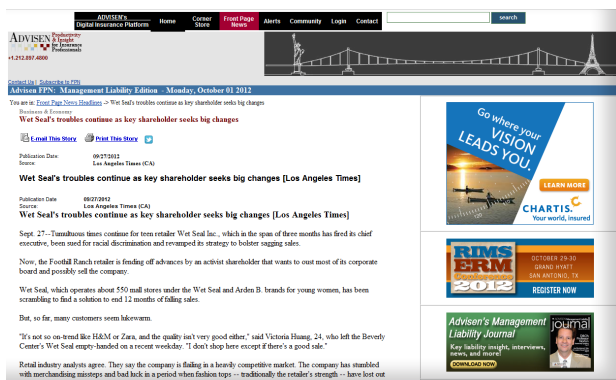 ADVISEN's
Digital Insurance Platform
Home
Corner
Store
Front Page
News
Alerts
Community
Login
Contact
search
ADVISEN Productivity
& Insight
for Insurance
Professionals
+1.212.897.4800
Contact Us | Subscribe to FPN
Advisen FPN: Management Liability Edition - Monday, October 01 2012
You are in: Front Page News Headlines -> Wet Seal's troubles continue as key shareholder seeks big changes
Business & Economy
Wet Seal's troubles continue as key shareholder seeks big changes
E-mail This Story
Print This Story
Publication Date: 09/27/2012
Source: Los Angeles Times (CA)
Wet Seal's troubles continue as key shareholder seeks big changes [Los Angeles Times]
Publication Date 09/27/2012
Source: Los Angeles Times (CA)
Wet Seal's troubles continue as key shareholder seeks big changes [Los Angeles Times]
Sept. 27--Tumultuous times continue for teen retailer Wet Seal Inc., which in the span of three months has fired its chief
executive, been sued for racial discrimination and revamped its strategy to bolster sagging sales.
Now, the Foothill Ranch retailer is fending off advances by an activist shareholder that wants to oust most of its corporate
board and possibly sell the company.
Wet Seal, which operates about 550 mall stores under the Wet Seal and Arden B. brands for young women, has been
scrambling to find a solution to end 12 months of falling sales.
But, so far, many customers seem lukewarm.
"It's not so on-trend like H&M or Zara, and the quality isn't very good either," said Victoria Huang, 24, who left the Beverly
Center's Wet Seal empty-handed on a recent weekday. "I don't shop here except if there's a good sale."
Retail industry analysts agree. They say the company is flailing in a heavily competitive market. The company has stumbled
with merchandising missteps and bad luck in a period when fashion tops -- traditionally the retailer's strength -- have lost out
Go where your
VISION
LEADS YOU.
LEARN MORE
CHARTIS
Your world, insured
RIMS
ERM
Conference
2012
OCTOBER 29-30
GRAND HYATT
SAN ANTONIO, TX
REGISTER NOW
Advisen's Management
Liability Journal
Key liability insight, interviews,
news, and more!
DOWNLOAD NOW
journal